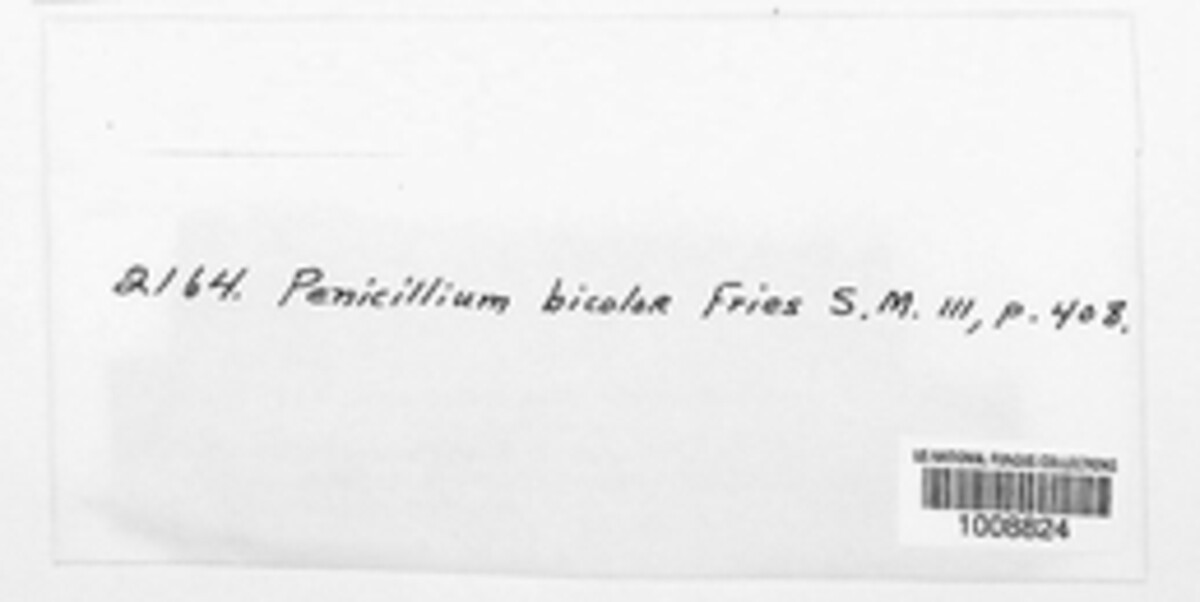 2164. Penicillium bicolor Fries S.M. III, p. 408.
US NATIONAL FUNGUS COLLECTIONS
1008824